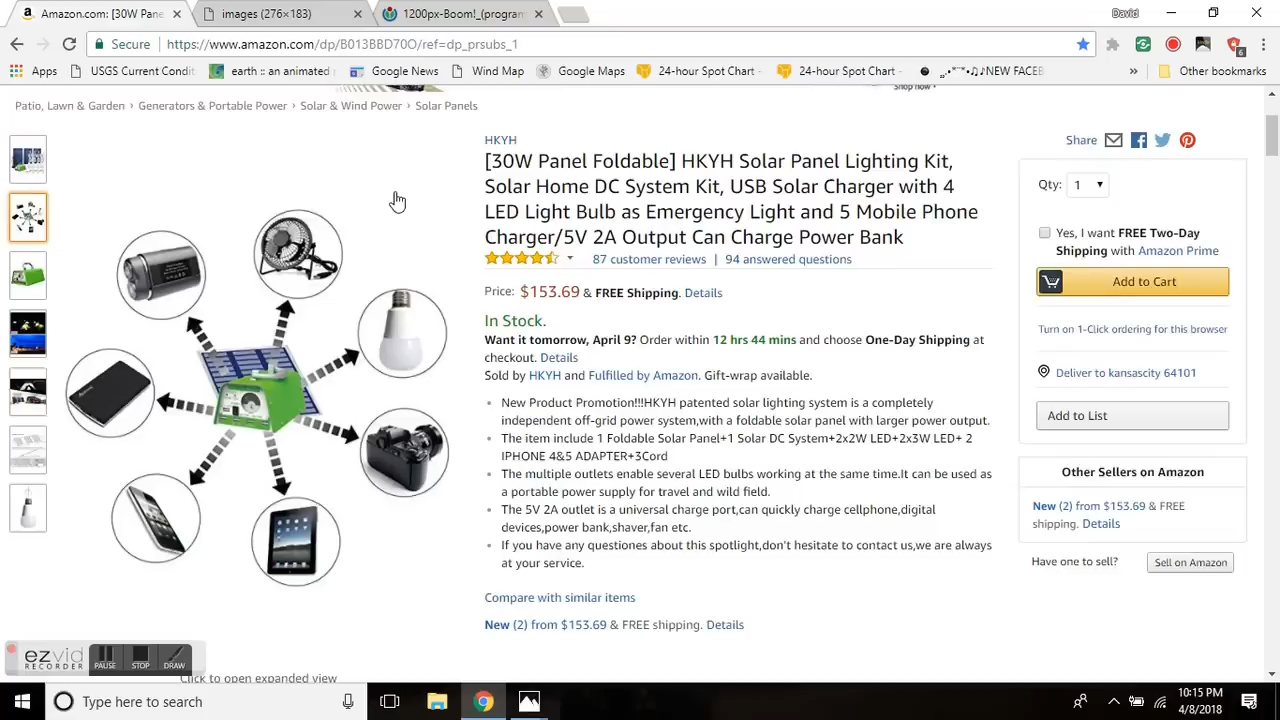 Amazon.com: [30W Pane
images (276×183)
1200px-Boom!_(program
David
Secure
https://www.amazon.com/dp/B013BBD70O/ref=dp_prsubs_1
6
Apps
USGS Current Condit
earth :: an animated
Google News
Wind Map
Google Maps
24-hour Spot Chart -
24-hour Spot Chart -
NEW FACEB
»
Other bookmarks
Shop now ›
Patio, Lawn & Garden › Generators & Portable Power › Solar & Wind Power › Solar Panels
HKYH
[30W Panel Foldable] HKYH Solar Panel Lighting Kit,
Solar Home DC System Kit, USB Solar Charger with 4
LED Light Bulb as Emergency Light and 5 Mobile Phone
Charger/5V 2A Output Can Charge Power Bank
87 customer reviews | 94 answered questions
Price: $153.69 & FREE Shipping. Details
In Stock.
Want it tomorrow, April 9? Order within 12 hrs 44 mins and choose One-Day Shipping at
checkout. Details
Sold by HKYH and Fulfilled by Amazon. Gift-wrap available.
• New Product Promotion!!!HKYH patented solar lighting system is a completely
independent off-grid power system,with a foldable solar panel with larger power output.
• The item include 1 Foldable Solar Panel+1 Solar DC System+2x2W LED+2x3W LED+ 2
IPHONE 4&5 ADAPTER+3Cord
• The multiple outlets enable several LED bulbs working at the same time.It can be used as
a portable power supply for travel and wild field.
• The 5V 2A outlet is a universal charge port,can quickly charge cellphone,digital
devices,power bank,shaver,fan etc.
• If you have any questiones about this spotlight,don't hesitate to contact us,we are always
at your service.
Compare with similar items
New (2) from $153.69 & FREE shipping. Details
Share
Qty: 1
Yes, I want FREE Two-Day
Shipping with Amazon Prime
Add to Cart
Turn on 1-Click ordering for this browser
Deliver to kansascity 64101
Add to List
Other Sellers on Amazon
New (2) from $153.69 & FREE
shipping. Details
Have one to sell?
Sell on Amazon
ezvid
RECORDER
PAUSE
STOP
DRAW
Click to open expanded view
Type here to search
10:15 PM
4/8/2018